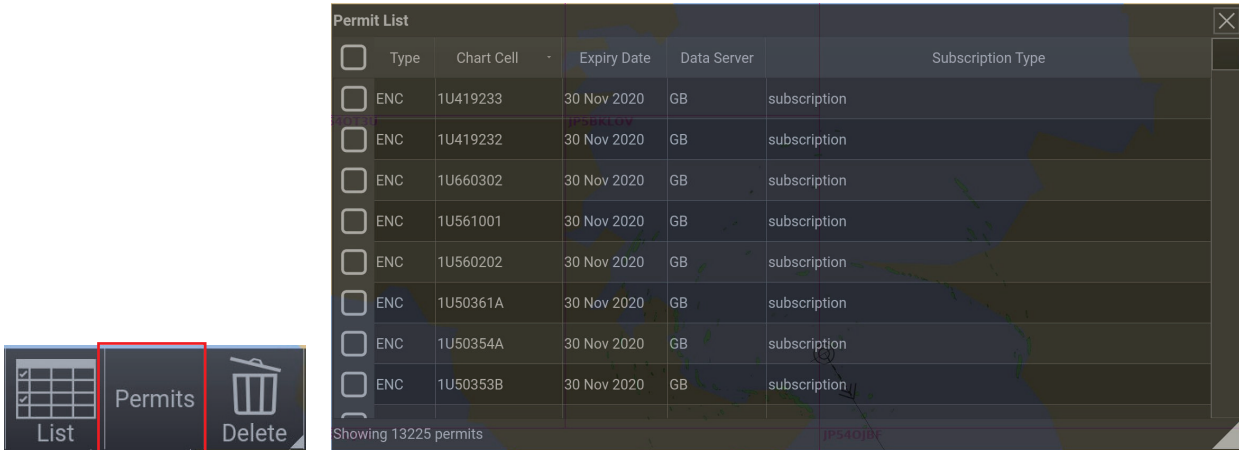 Permit List
Type Chart Cell Expiry Date Data Server Subscription Type
ENC 1U419233 30 Nov 2020 GB subscription
JP5BKLOV
ENC 1U419232 30 Nov 2020 GB subscription
ENC 1U660302 30 Nov 2020 GB subscription
ENC 1U561001 30 Nov 2020 GB subscription
ENC 1U560202 30 Nov 2020 GB subscription
ENC 1U50361A 30 Nov 2020 GB subscription
ENC 1U50354A 30 Nov 2020 GB subscription
ENC 1U50353B 30 Nov 2020 GB subscription
Showing 13225 permits
JP54OJBF
List Permits Delete